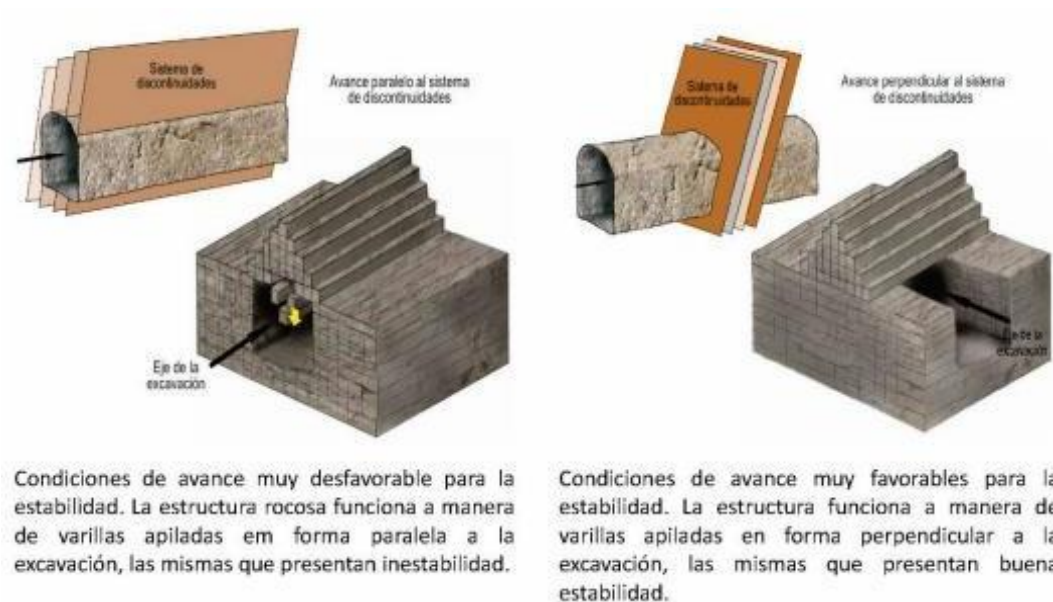 Sistema de
discontinuidades
Avance paralelo al sistema
de discontinuidades
Eje de la
excavación
Condiciones de avance muy desfavorable para la
estabilidad. La estructura rocosa funciona a manera
de varillas apiladas em forma paralela a la
excavación, las mismas que presentan inestabilidad.
Sistema de
discontinuidades
Avance perpendicular al sistema
de discontinuidades
Eje de la
excavación
Condiciones de avance muy favorables para la
estabilidad. La estructura funciona a manera de
varillas apiladas en forma perpendicular a la
excavación, las mismas que presentan buena
estabilidad.